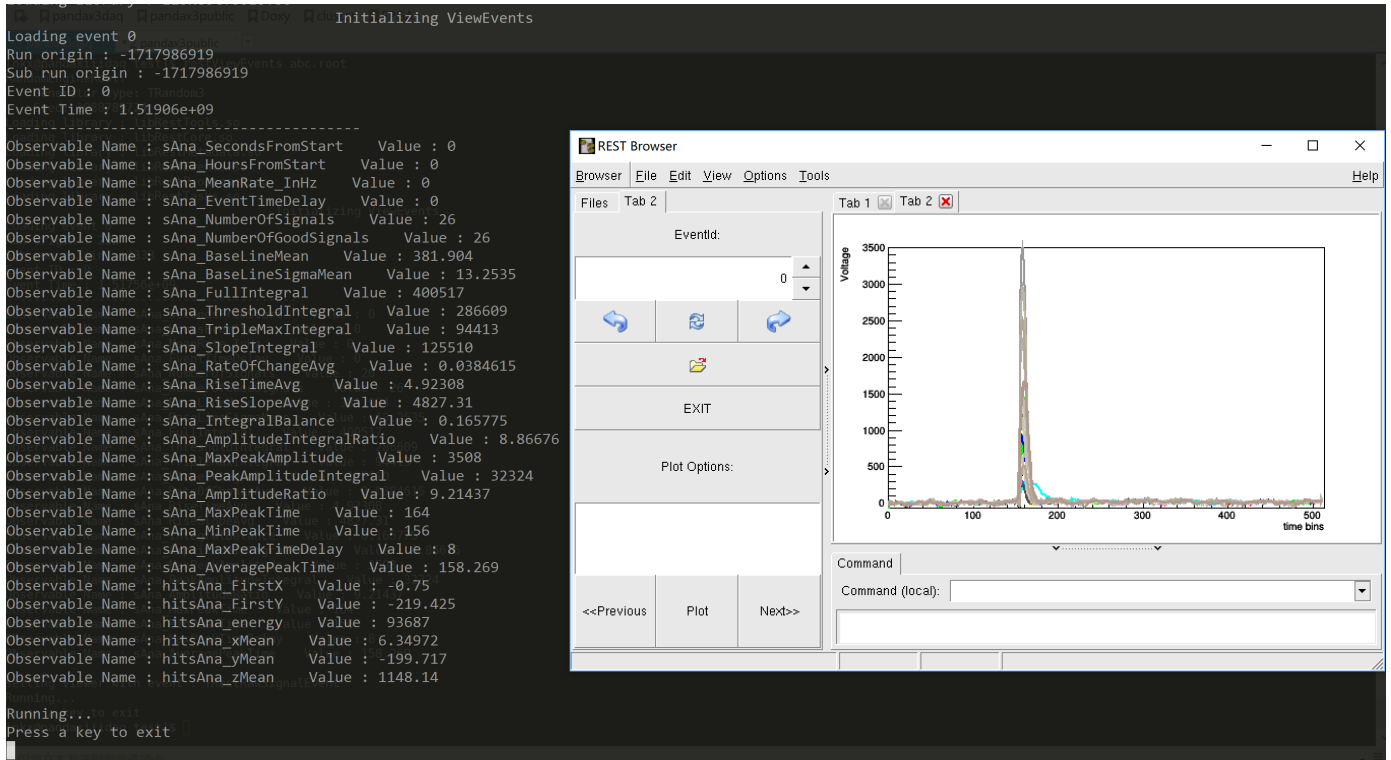 Initializing ViewEvents
Loading event 0
Run origin : -1717986919
Sub run origin : -1717986919
Event ID : 0
Event Time : 1.51906e+09
-----------------------------------------
Observable Name : sAna_SecondsFromStart    Value : 0
Observable Name : sAna_HoursFromStart    Value : 0
Observable Name : sAna_MeanRate_InHz    Value : 0
Observable Name : sAna_EventTimeDelay    Value : 0
Observable Name : sAna_NumberOfSignals    Value : 26
Observable Name : sAna_NumberOfGoodSignals    Value : 26
Observable Name : sAna_BaseLineMean    Value : 381.904
Observable Name : sAna_BaseLineSigmaMean    Value : 13.2535
Observable Name : sAna_FullIntegral    Value : 400517
Observable Name : sAna_ThresholdIntegral    Value : 286609
Observable Name : sAna_TripleMaxIntegral    Value : 94413
Observable Name : sAna_SlopeIntegral    Value : 125510
Observable Name : sAna_RateOfChangeAvg    Value : 0.0384615
Observable Name : sAna_RiseTimeAvg    Value : 4.92308
Observable Name : sAna_RiseSlopeAvg    Value : 4827.31
Observable Name : sAna_IntegralBalance    Value : 0.165775
Observable Name : sAna_AmplitudeIntegralRatio    Value : 8.86676
Observable Name : sAna_MaxPeakAmplitude    Value : 3508
Observable Name : sAna_PeakAmplitudeIntegral    Value : 32324
Observable Name : sAna_AmplitudeRatio    Value : 9.21437
Observable Name : sAna_MaxPeakTime    Value : 164
Observable Name : sAna_MinPeakTime    Value : 156
Observable Name : sAna_MaxPeakTimeDelay    Value : 8
Observable Name : sAna_AveragePeakTime    Value : 158.269
Observable Name : hitsAna_FirstX    Value : -0.75
Observable Name : hitsAna_FirstY    Value : -219.425
Observable Name : hitsAna_energy    Value : 93687
Observable Name : hitsAna_xMean    Value : 6.34972
Observable Name : hitsAna_yMean    Value : -199.717
Observable Name : hitsAna_zMean    Value : 1148.14
Running...
Press a key to exit
REST Browser
Browser File Edit View Options Tools Help
Files Tab 2
Tab 1 Tab 2
EventId:
0
EXIT
Plot Options:
<<Previous Plot Next>>
Voltage
3500
3000
2500
2000
1500
1000
500
0
0 100 200 300 400 500
time bins
Command
Command (local):